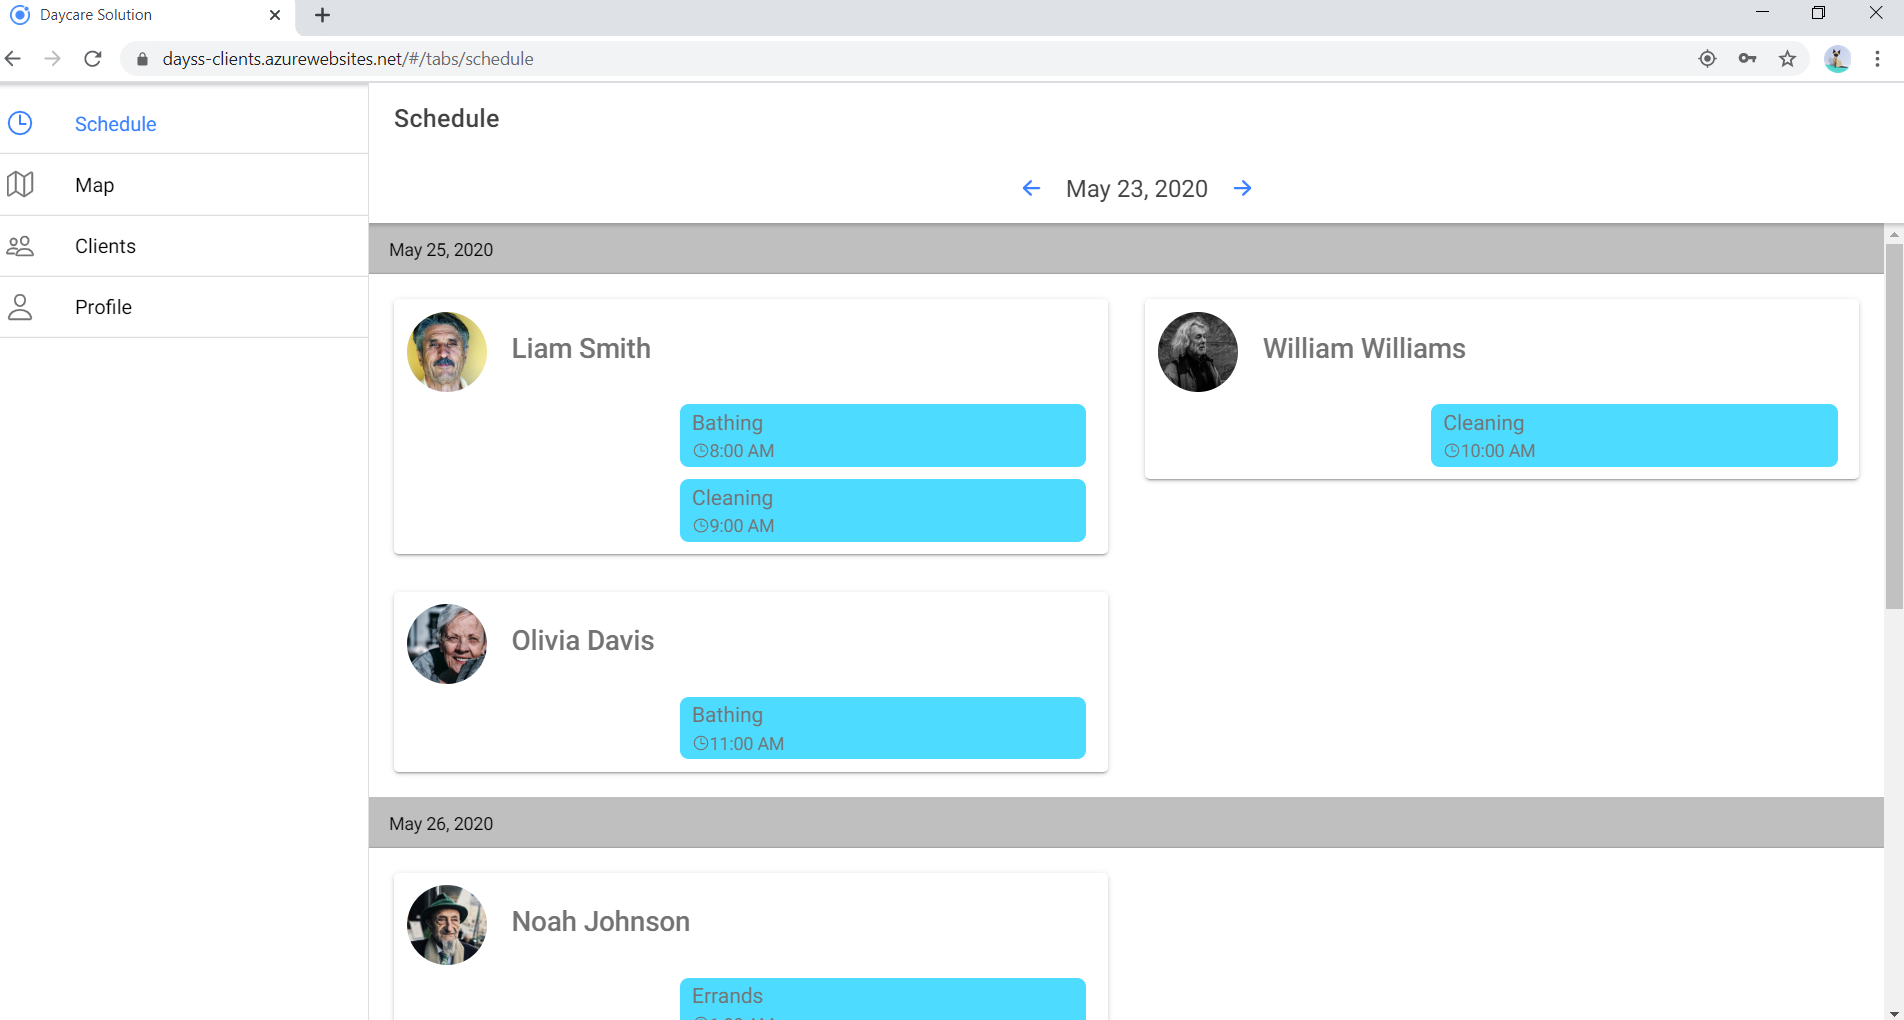 Daycare Solution
dayss-clients.azurewebsites.net/#/tabs/schedule
Schedule
Map
Clients
Profile
Schedule
May 23, 2020
May 25, 2020
Liam Smith
Bathing
8:00 AM
Cleaning
9:00 AM
William Williams
Cleaning
10:00 AM
Olivia Davis
Bathing
11:00 AM
May 26, 2020
Noah Johnson
Errands